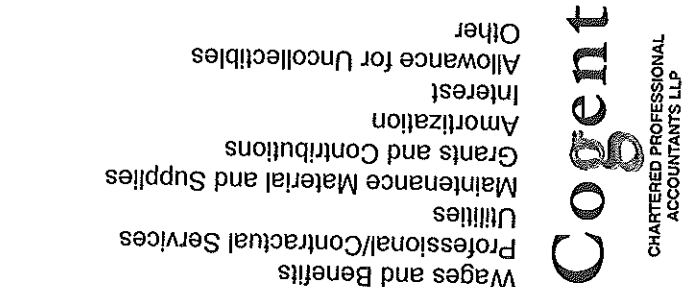 Wages and Benefits
Professional/Contractual Services
Utilities
Maintenance Material and Supplies
Grants and Contributions
Amortization
Interest
Allowance for Uncollectibles
Other
Cogent
CHARTERED PROFESSIONAL
ACCOUNTANTS LLP